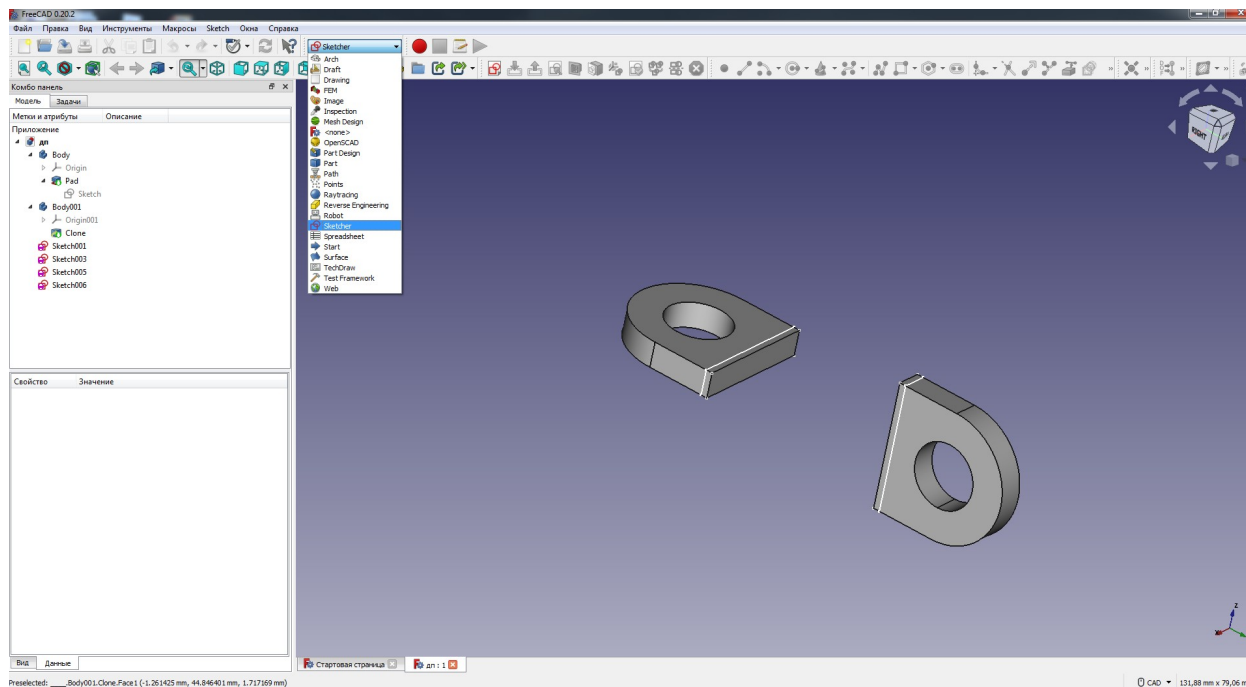 FreeCAD 0.20.2
Файл Правка Вид Инструменты Макросы Sketch Окна Справка
Sketcher
Arch
Draft
Drawing
FEM
Image
Inspection
Mesh Design
<none>
OpenSCAD
Part Design
Part
Path
Points
Raytracing
Reverse Engineering
Robot
Sketcher
Spreadsheet
Start
Surface
TechDraw
Test Framework
Web
Комбо панель
Модель Задачи
Метки и атрибуты Описание
Приложение
дп
Body
Origin
Pad
Sketch
Body001
Origin001
Clone
Sketch001
Sketch003
Sketch005
Sketch006
Свойство Значение
RIGHT
Z
Вид Данные
Стартовая страница дп : 1
Preselected: ____.Body001.Clone.Face1 (-1.261425 mm, 44.846401 mm, 1.717169 mm)
CAD 131,88 mm x 79,06 m